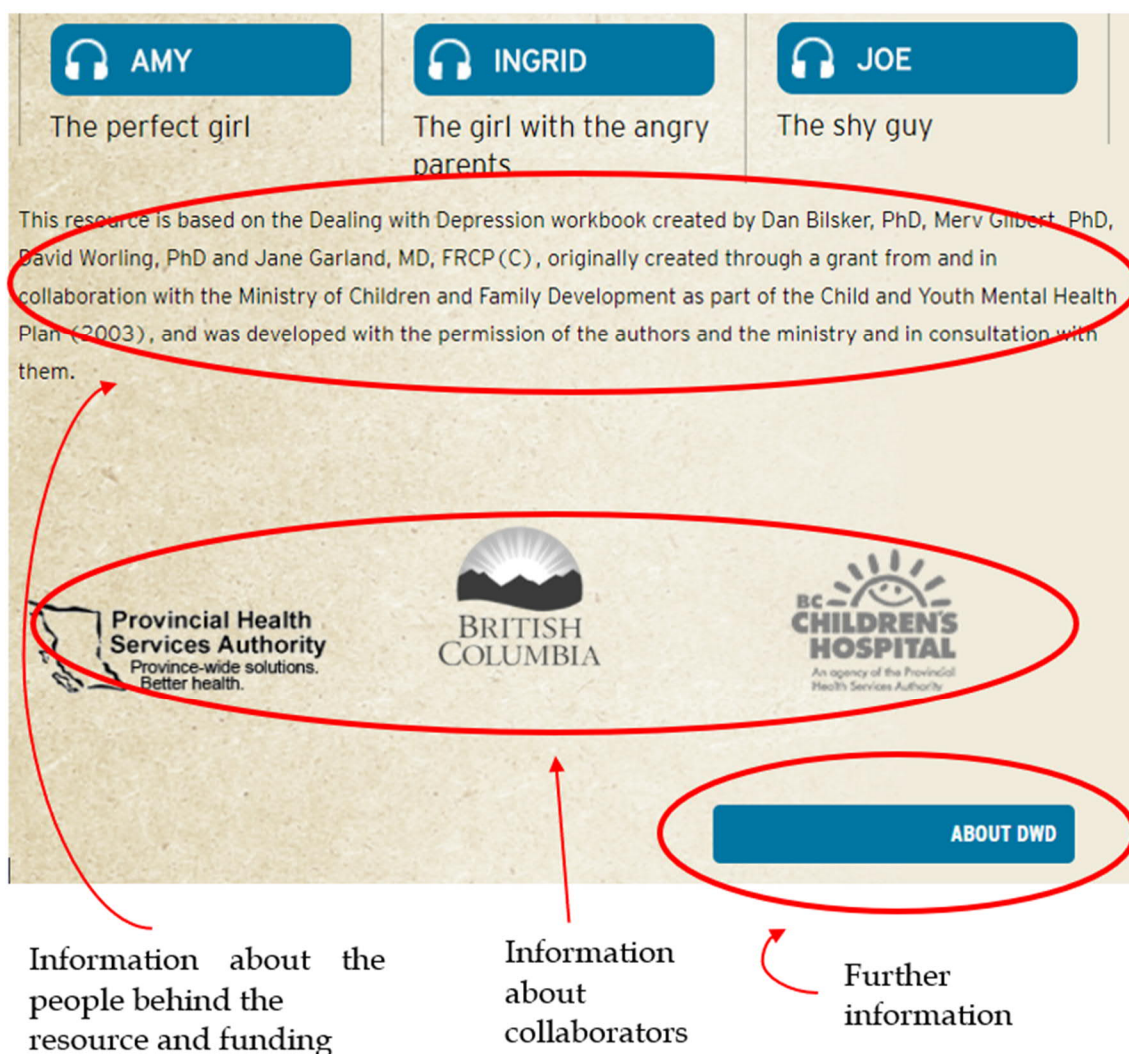 AMY
INGRID
JOE
The perfect girl
The girl with the angry
parents
The shy guy
This resource is based on the Dealing with Depression workbook created by Dan Bilsker, PhD, Merv Gilbert, PhD,
David Worling, PhD and Jane Garland, MD, FRCP(C), originally created through a grant from and in
collaboration with the Ministry of Children and Family Development as part of the Child and Youth Mental Health
Plan (2003), and was developed with the permission of the authors and the ministry and in consultation with
them.
Provincial Health
Services Authority
Province-wide solutions.
Better health.
BRITISH
COLUMBIA
BC
CHILDREN'S
HOSPITAL
An agency of the Provincial
Health Services Authority
ABOUT DWD
Information about the
people behind the
resource and funding
Information
about
collaborators
Further
information